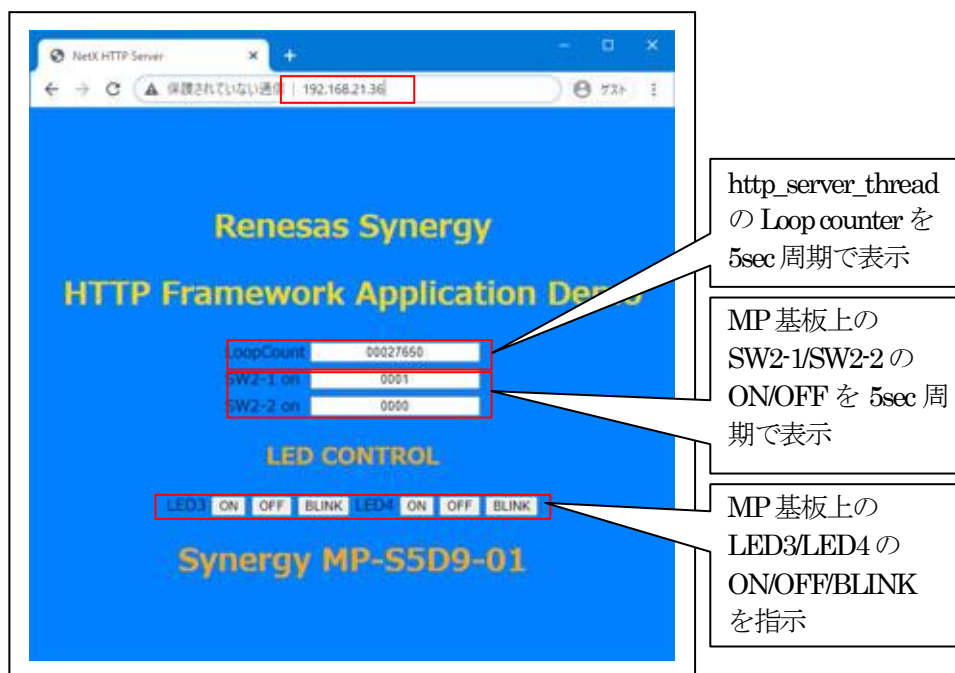 NetX HTTP Server
保護されていない通信 | 192.168.21.36
ゲスト
Renesas Synergy
HTTP Framework Application Demo
LoopCount 00027650
SW2-1 on 0001
SW2-2 on 0000
LED CONTROL
LED3 ON OFF BLINK LED4 ON OFF BLINK
Synergy MP-S5D9-01
http_server_thread
の Loop counter を
5sec 周期で表示
MP 基板上の
SW2-1/SW2-2 の
ON/OFF を 5sec 周
期で表示
MP 基板上の
LED3/LED4 の
ON/OFF/BLINK
を指示